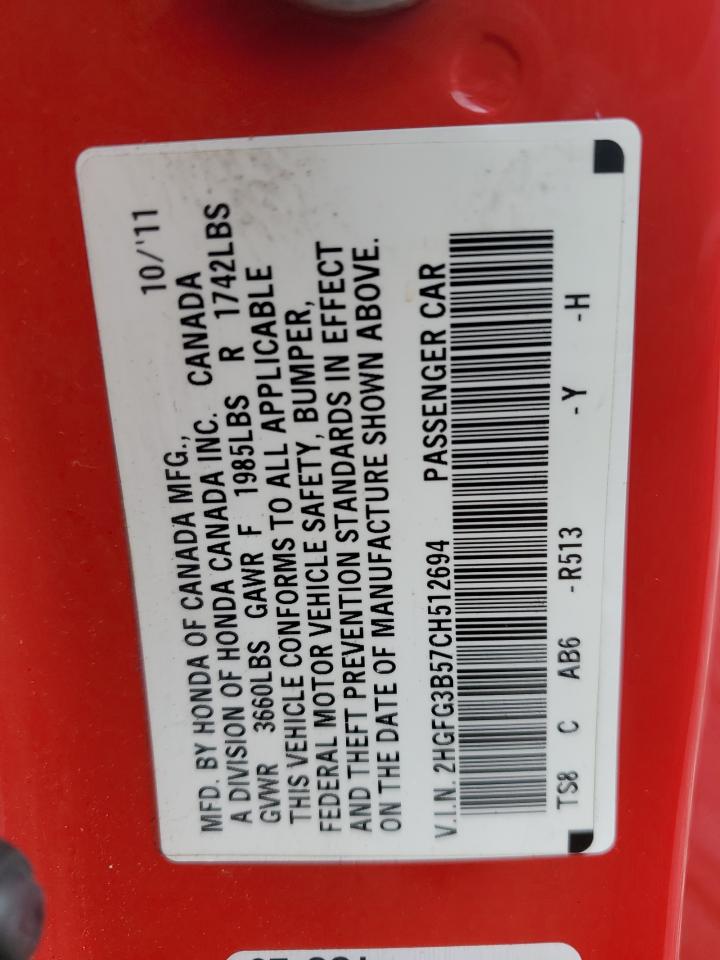 MFD. BY HONDA OF CANADA MFG., 10/'11
A DIVISION OF HONDA CANADA INC. CANADA
GVWR 3660LBS GAWR F 1985LBS R 1742LBS
THIS VEHICLE CONFORMS TO ALL APPLICABLE
FEDERAL MOTOR VEHICLE SAFETY, BUMPER,
AND THEFT PREVENTION STANDARDS IN EFFECT
ON THE DATE OF MANUFACTURE SHOWN ABOVE.
V.I.N. 2HGFG3B57CH512694 PASSENGER CAR
TS8 C AB6 -R513 -Y -H